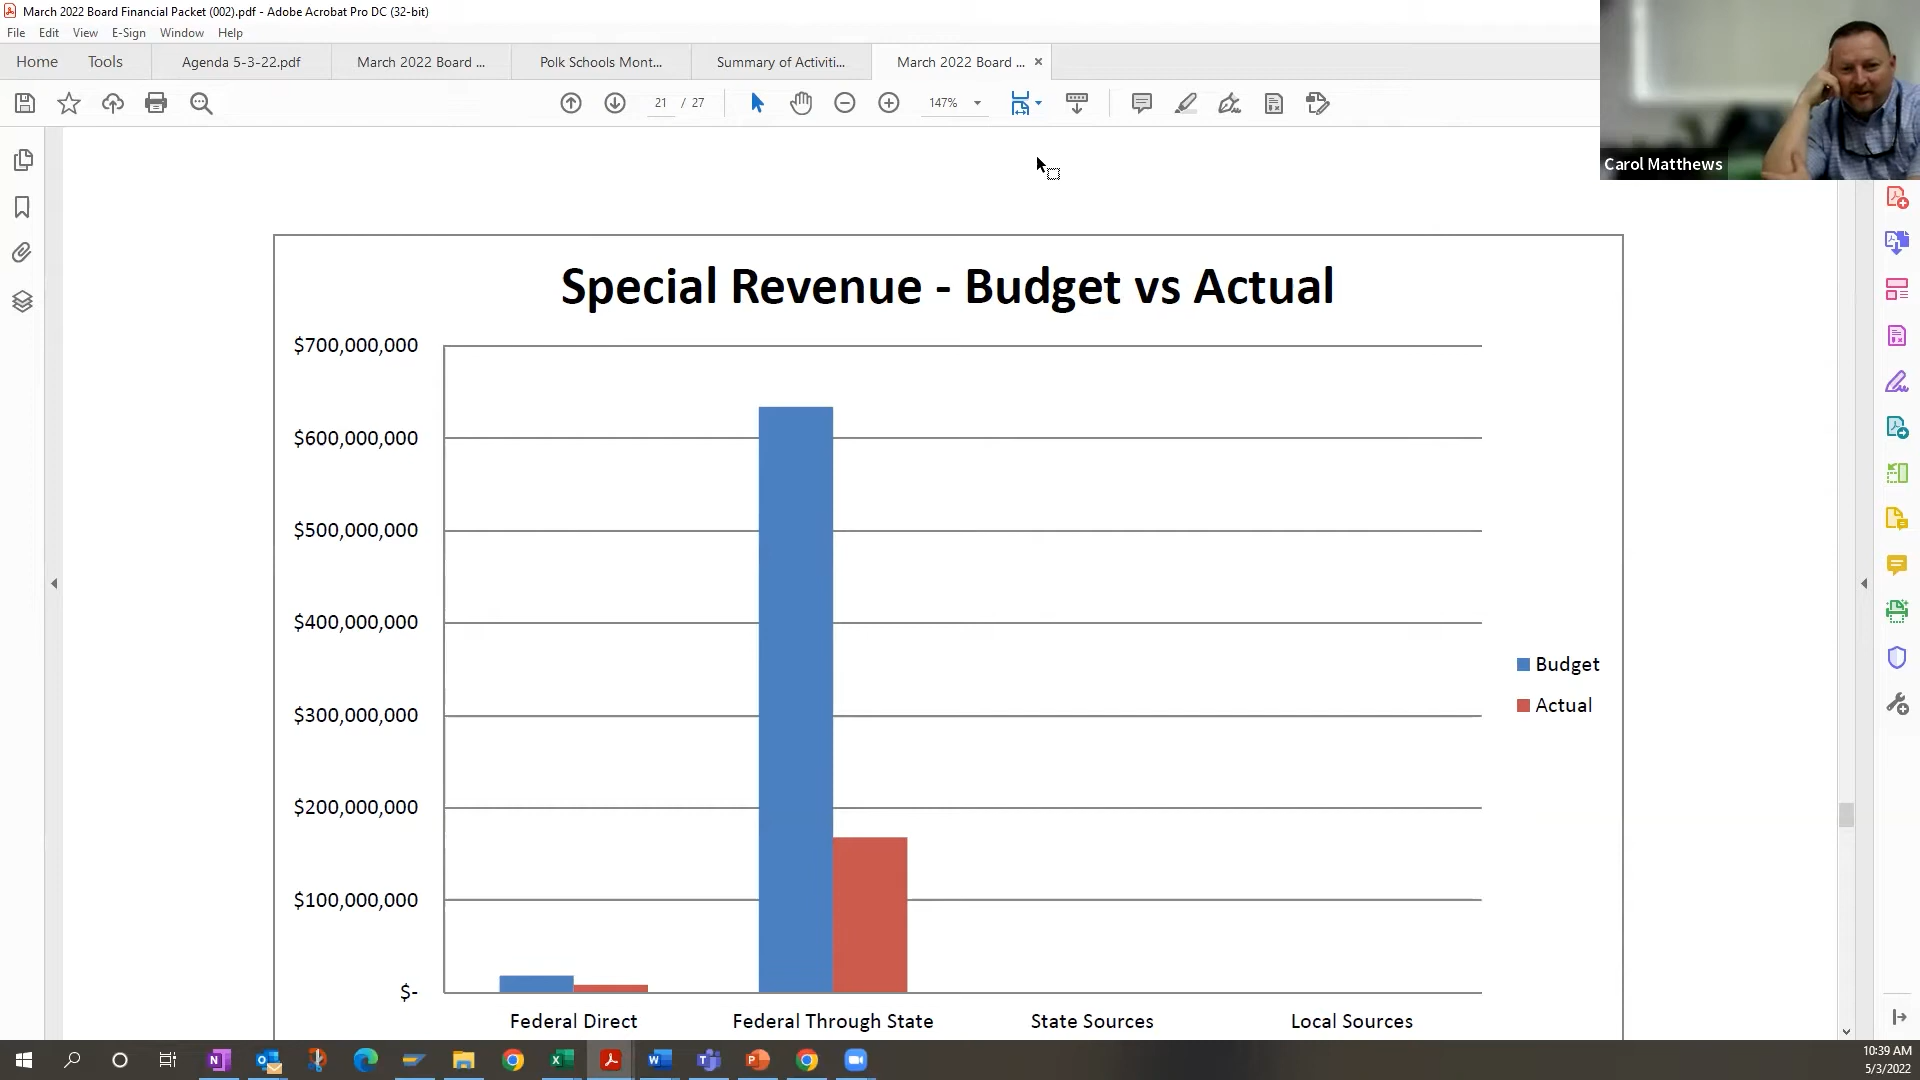 March 2022 Board Financial Packet (002).pdf - Adobe Acrobat Pro DC (32-bit)
File Edit View E-Sign Window Help
Home Tools Agenda 5-3-22.pdf March 2022 Board ... Polk Schools Mont... Summary of Activiti... March 2022 Board ... ×
21 / 27 147%
Carol Matthews
Special Revenue - Budget vs Actual
$700,000,000
$600,000,000
$500,000,000
$400,000,000
$300,000,000
$200,000,000
$100,000,000
$-
Budget
Actual
Federal Direct Federal Through State State Sources Local Sources
10:39 AM
5/3/2022